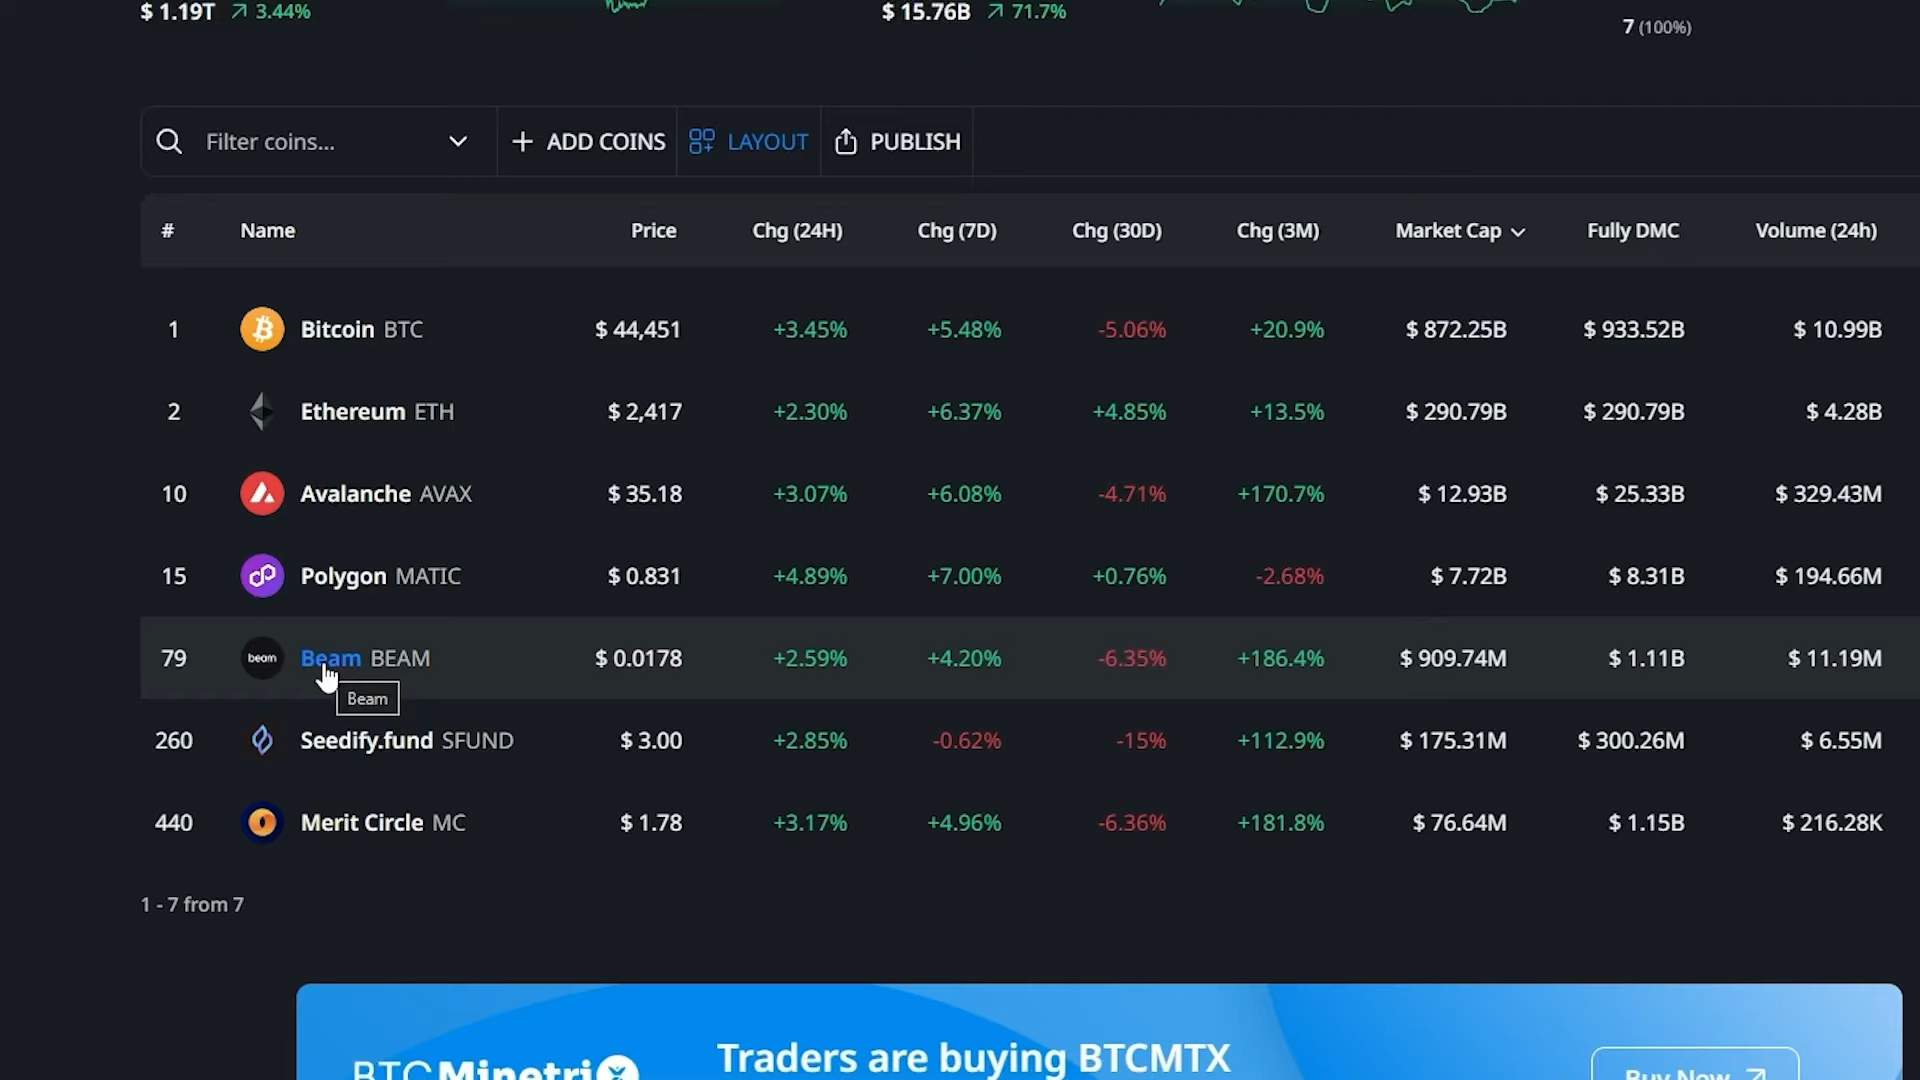 $ 1.19T 3.44% $ 15.76B 71.7%
7 (100%)
Filter coins... ADD COINS LAYOUT PUBLISH
# Name Price Chg (24H) Chg (7D) Chg (30D) Chg (3M) Market Cap Fully DMC Volume (24h)
1 Bitcoin BTC $ 44,451 +3.45% +5.48% -5.06% +20.9% $ 872.25B $ 933.52B $ 10.99B
2 Ethereum ETH $ 2,417 +2.30% +6.37% +4.85% +13.5% $ 290.79B $ 290.79B $ 4.28B
10 Avalanche AVAX $ 35.18 +3.07% +6.08% -4.71% +170.7% $ 12.93B $ 25.33B $ 329.43M
15 Polygon MATIC $ 0.831 +4.89% +7.00% +0.76% -2.68% $ 7.72B $ 8.31B $ 194.66M
79 beam Beam BEAM $ 0.0178 +2.59% +4.20% -6.35% +186.4% $ 909.74M $ 1.11B $ 11.19M
Beam
260 Seedify.fund SFUND $ 3.00 +2.85% -0.62% -15% +112.9% $ 175.31M $ 300.26M $ 6.55M
440 Merit Circle MC $ 1.78 +3.17% +4.96% -6.36% +181.8% $ 76.64M $ 1.15B $ 216.28K
1 - 7 from 7
Traders are buying BTCMTX
BTC Minetrix Buy Now